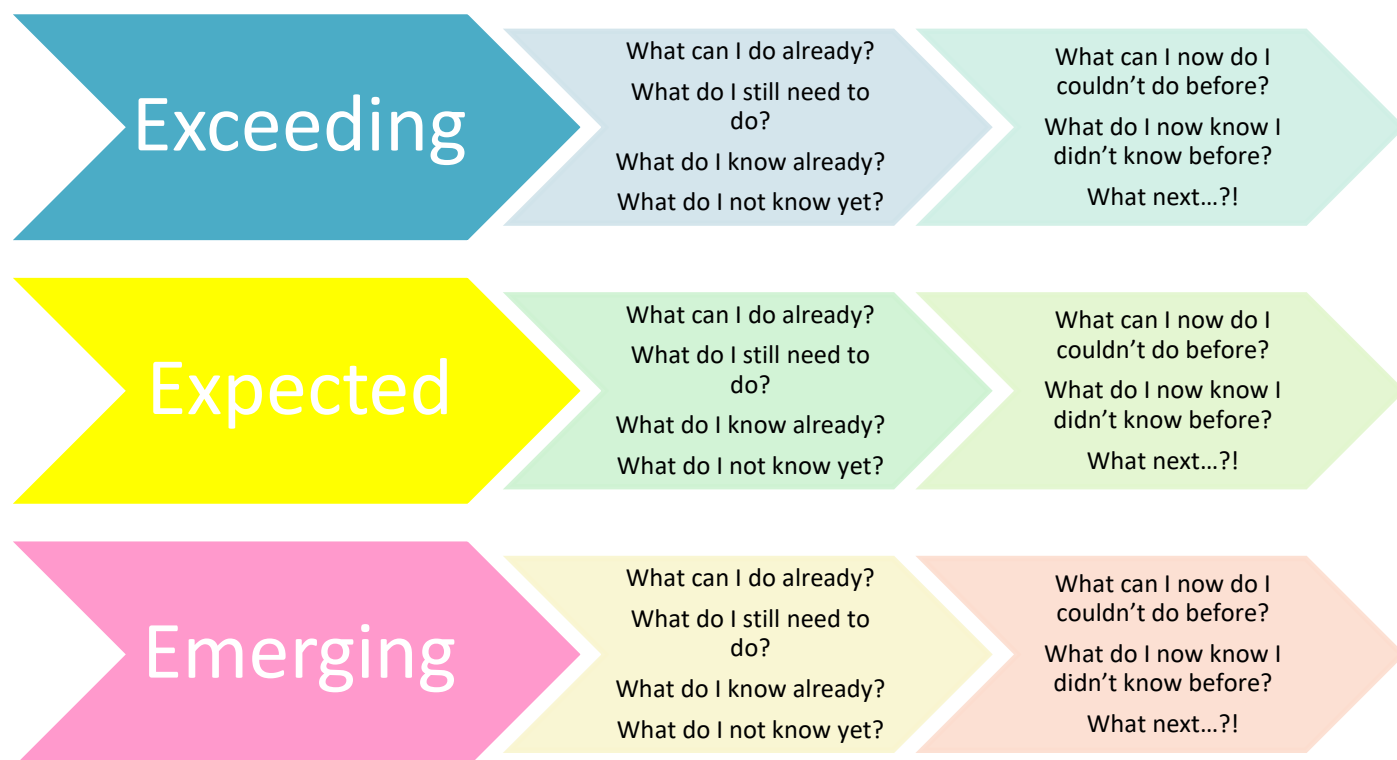 Exceeding
What can I do already?
What do I still need to
do?
What do I know already?
What do I not know yet?
What can I now do I
couldn’t do before?
What do I now know I
didn’t know before?
What next…?!
Expected
What can I do already?
What do I still need to
do?
What do I know already?
What do I not know yet?
What can I now do I
couldn’t do before?
What do I now know I
didn’t know before?
What next…?!
Emerging
What can I do already?
What do I still need to
do?
What do I know already?
What do I not know yet?
What can I now do I
couldn’t do before?
What do I now know I
didn’t know before?
What next…?!